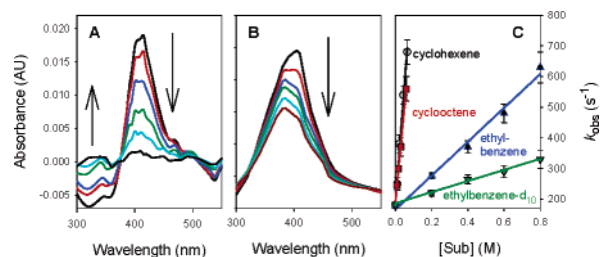 A
B
C
Absorbance (AU)
0.020
0.015
0.010
0.005
0.000
-0.005
300 400 500
Wavelength (nm)
300 400 500
Wavelength (nm)
cyclohexene
cyclooctene
ethyl-
benzene
ethylbenzene-d10
800
700
600
500
400
300
200
kobs (s-1)
0.0 0.2 0.4 0.6 0.8
[Sub] (M)